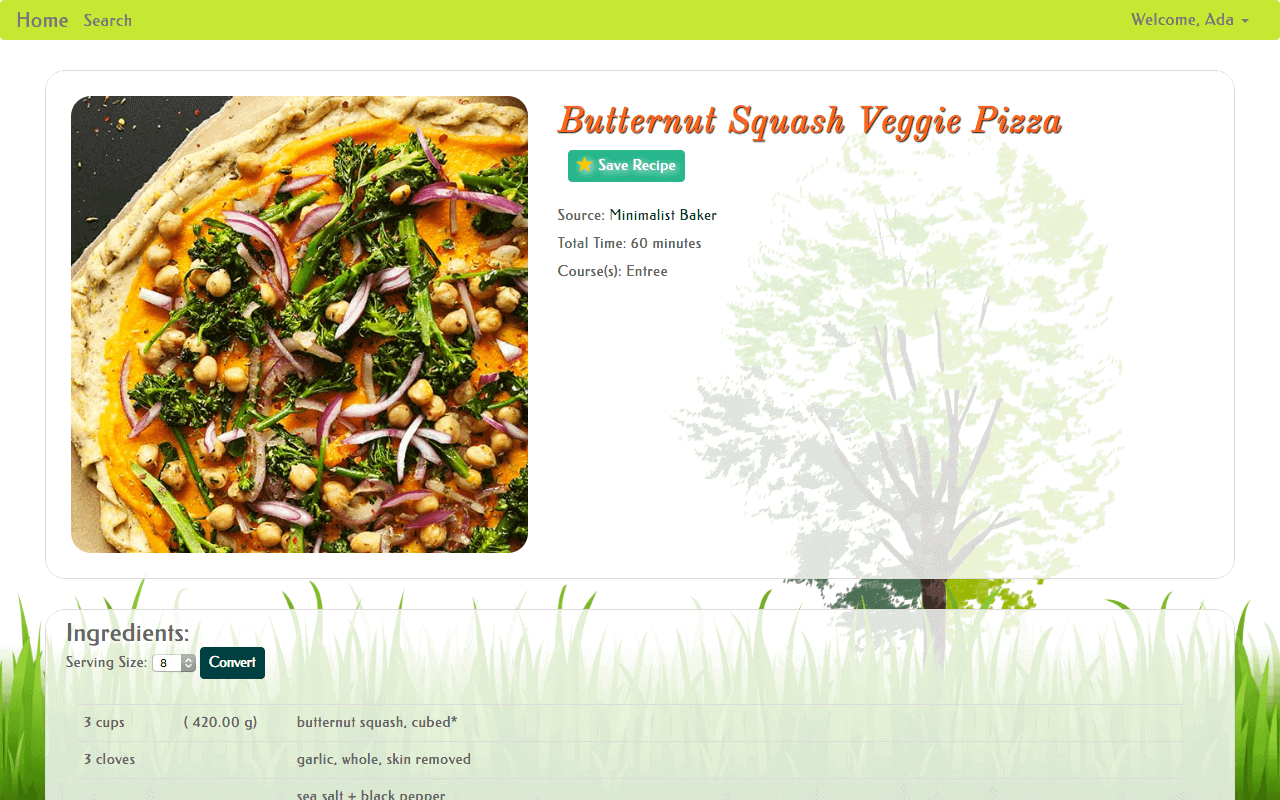 Home Search Welcome, Ada
Butternut Squash Veggie Pizza
Save Recipe
Source: Minimalist Baker
Total Time: 60 minutes
Course(s): Entree
Ingredients:
Serving Size: 8 Convert
3 cups ( 420.00 g) butternut squash, cubed*
3 cloves garlic, whole, skin removed
sea salt + black pepper